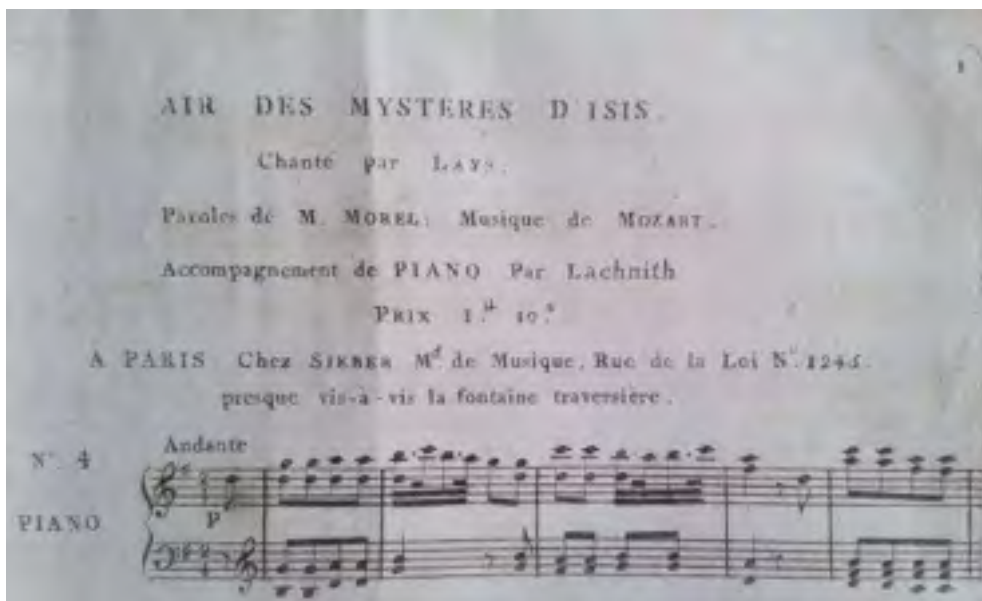 1
AIR DES MYSTERES D'ISIS.
Chanté par LAYS.
Paroles de M. MOREL; Musique de MOZART.
Accompagnement de PIANO Par Lachnith
PRIX 1.# 10.s
A PARIS Chez SIEBER Md de Musique, Rue de la Loi No. 1245.
presque vis-à-vis la fontaine traversière.
No. 4 Andante
P
PIANO